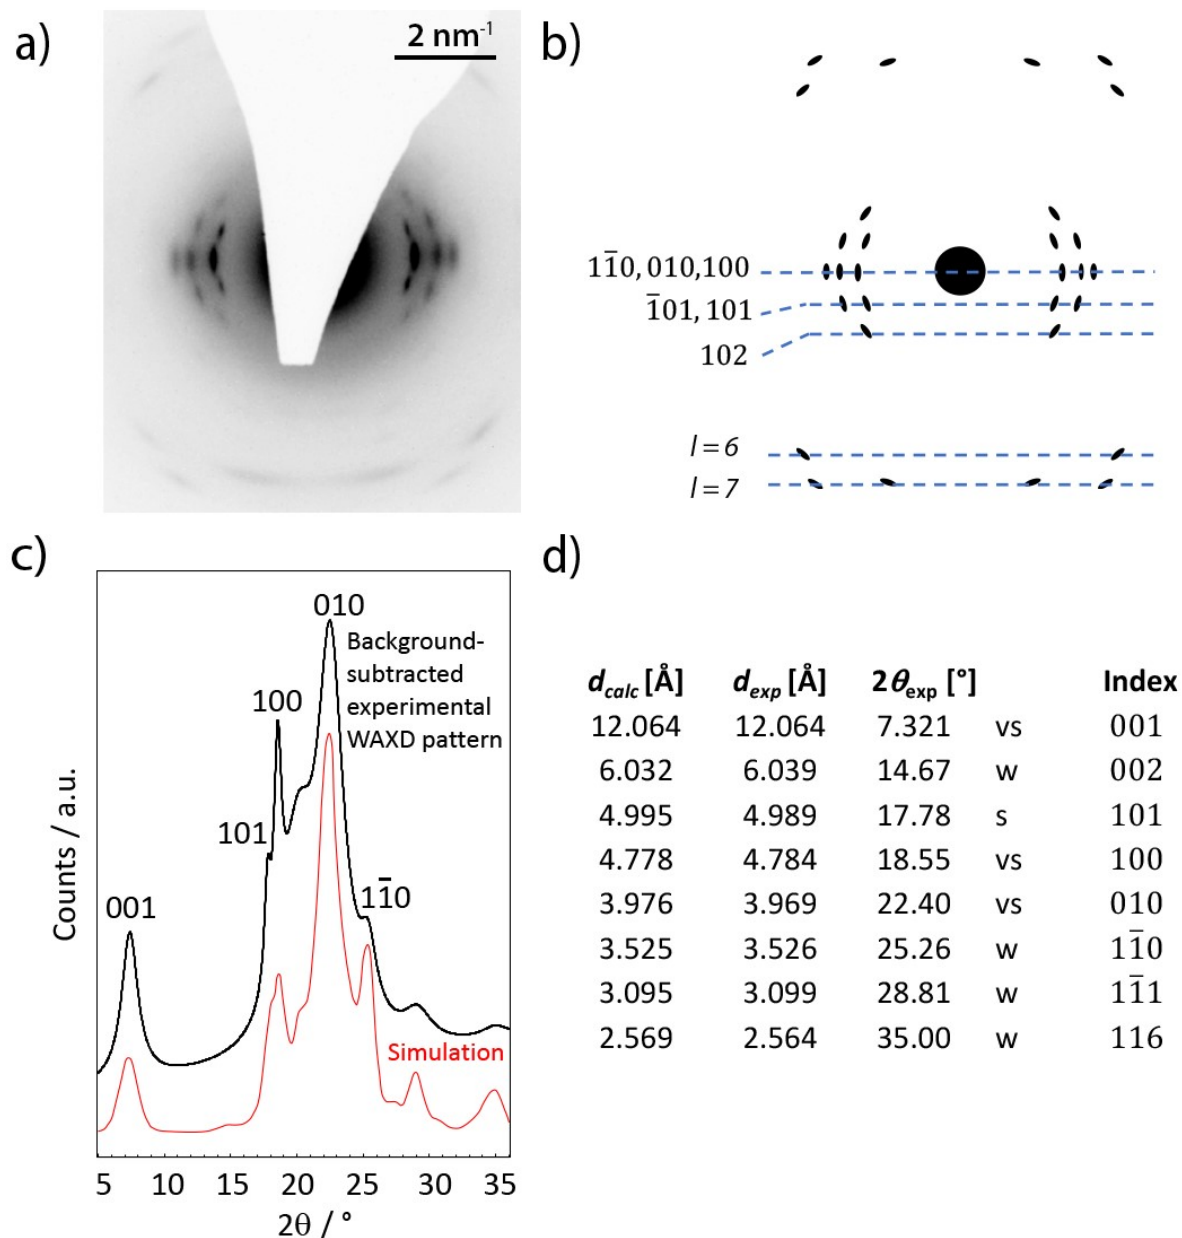 a)
2 nm⁻¹
b)
11̅0, 010, 100
1̅01, 101
102
l = 6
l = 7
c)
010
Background-
subtracted
experimental
WAXD pattern
100
101
11̅0
001
Simulation
Counts / a.u.
5 10 15 20 25 30 35
2θ / °
d)
d_calc [Å] d_exp [Å] 2θ_exp [°] Index
12.064 12.064 7.321 vs 001
6.032 6.039 14.67 w 002
4.995 4.989 17.78 s 101
4.778 4.784 18.55 vs 100
3.976 3.969 22.40 vs 010
3.525 3.526 25.26 w 11̅0
3.095 3.099 28.81 w 11̅1
2.569 2.564 35.00 w 116